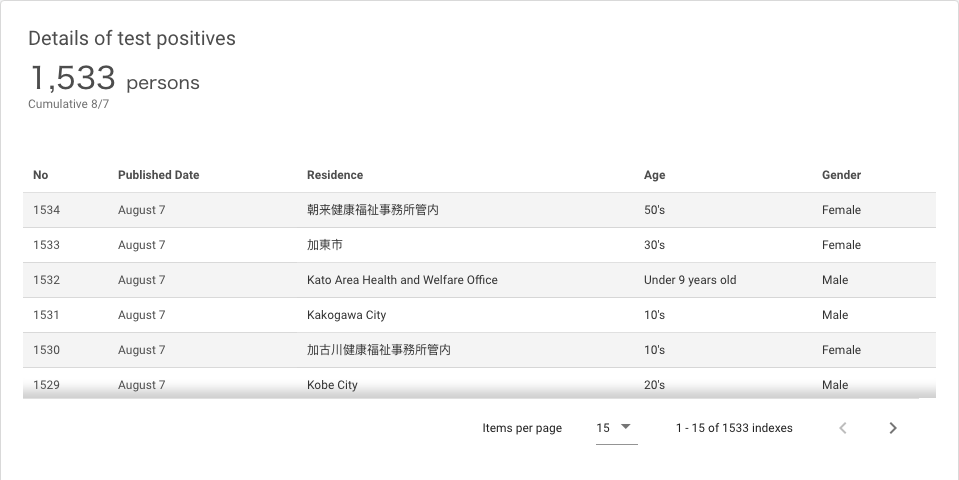 Details of test positives
1,533 persons
Cumulative 8/7
No Published Date Residence Age Gender
1534 August 7 朝来健康福祉事務所管内 50's Female
1533 August 7 加東市 30's Female
1532 August 7 Kato Area Health and Welfare Office Under 9 years old Male
1531 August 7 Kakogawa City 10's Male
1530 August 7 加古川健康福祉事務所管内 10's Female
1529 August 7 Kobe City 20's Male
Items per page 15 1 - 15 of 1533 indexes